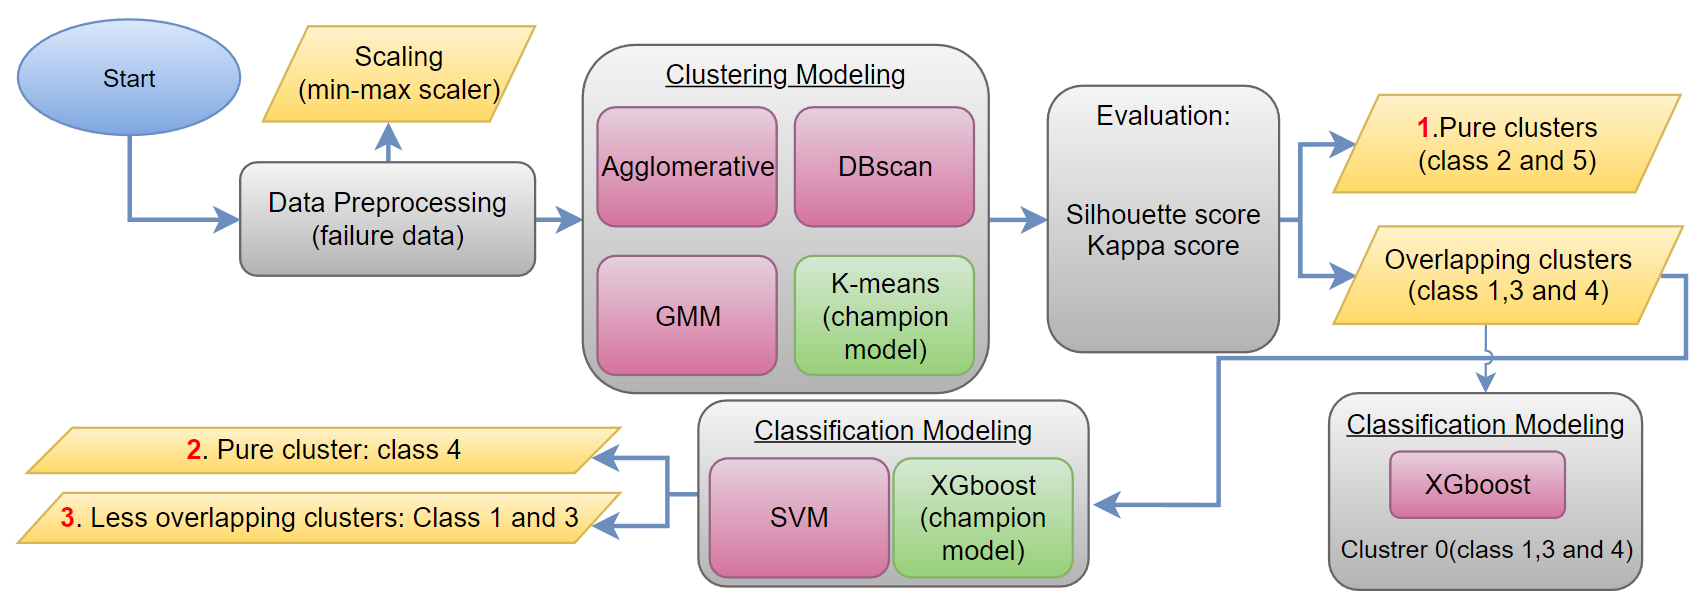 Start
Scaling
(min-max scaler)
Data Preprocessing
(failure data)
Clustering Modeling
Agglomerative
DBscan
GMM
K-means
(champion
model)
Evaluation:
Silhouette score
Kappa score
1.Pure clusters
(class 2 and 5)
Overlapping clusters
(class 1,3 and 4)
Classification Modeling
XGboost
Clustrer 0(class 1,3 and 4)
Classification Modeling
SVM
XGboost
(champion
model)
2. Pure cluster: class 4
3. Less overlapping clusters: Class 1 and 3